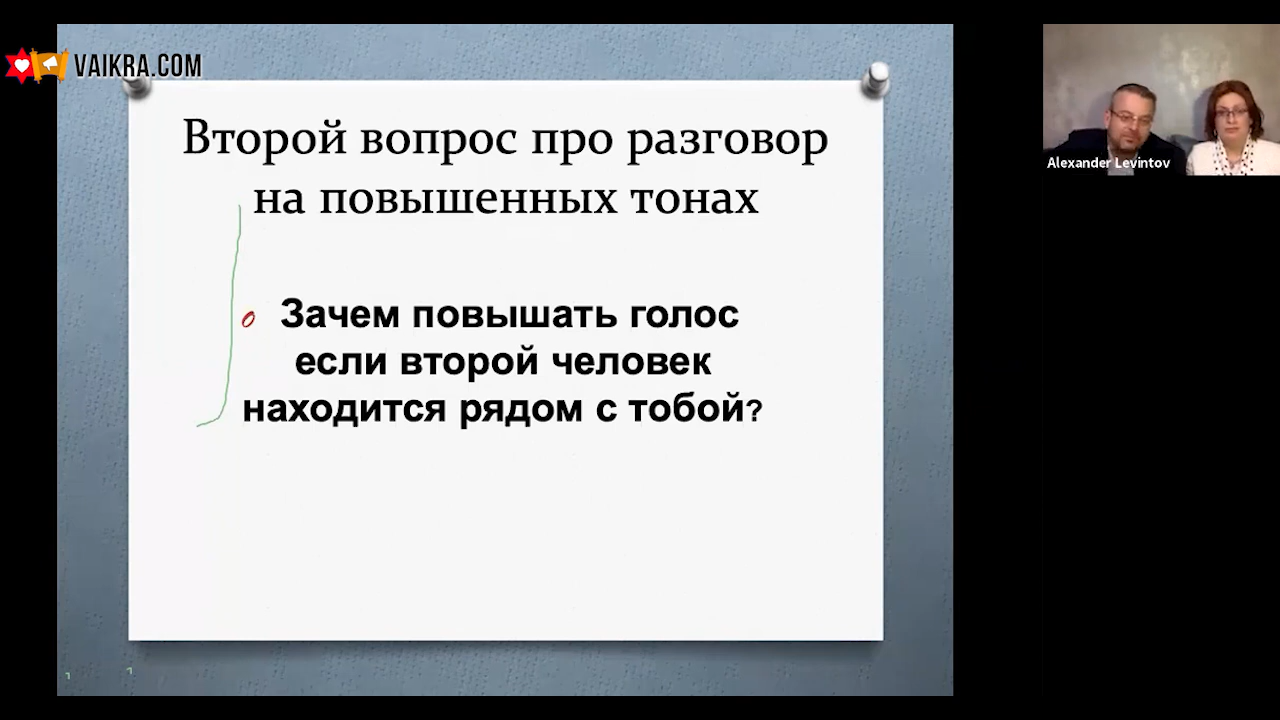 VAIKRA.COM
Второй вопрос про разговор
на повышенных тонах
Зачем повышать голос
если второй человек
находится рядом с тобой?
Alexander Levintov